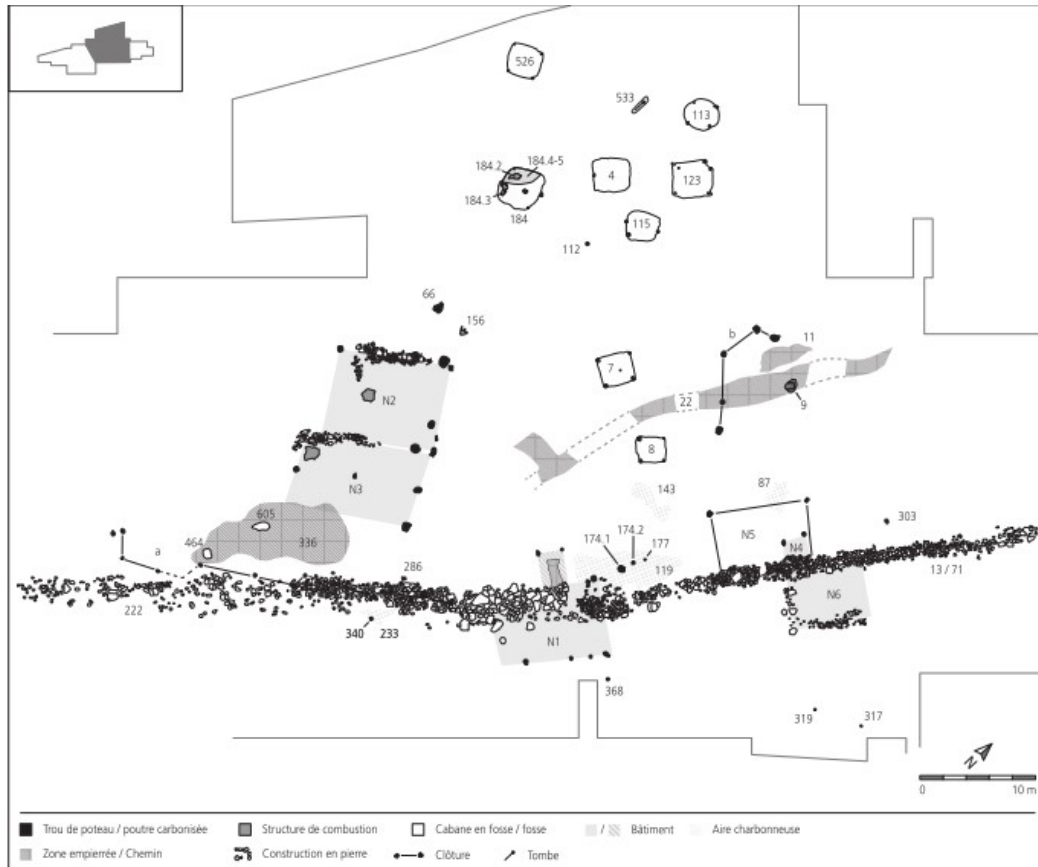 526
533
113
184.2
184.4-5
4
123
184.3
184
115
112
66
156
b
11
7
N2
22
9
8
N3
143
87
605
174.2
303
464
336
174.1
177
N5
N4
a
286
119
13 / 71
222
N6
340
233
N1
368
319
317
N
0
10 m
Trou de poteau / poutre carbonisée
Structure de combustion
Cabane en fosse / fosse
/
Bâtiment
Aire charbonneuse
Zone empierrée / Chemin
Construction en pierre
Clôture
Tombe